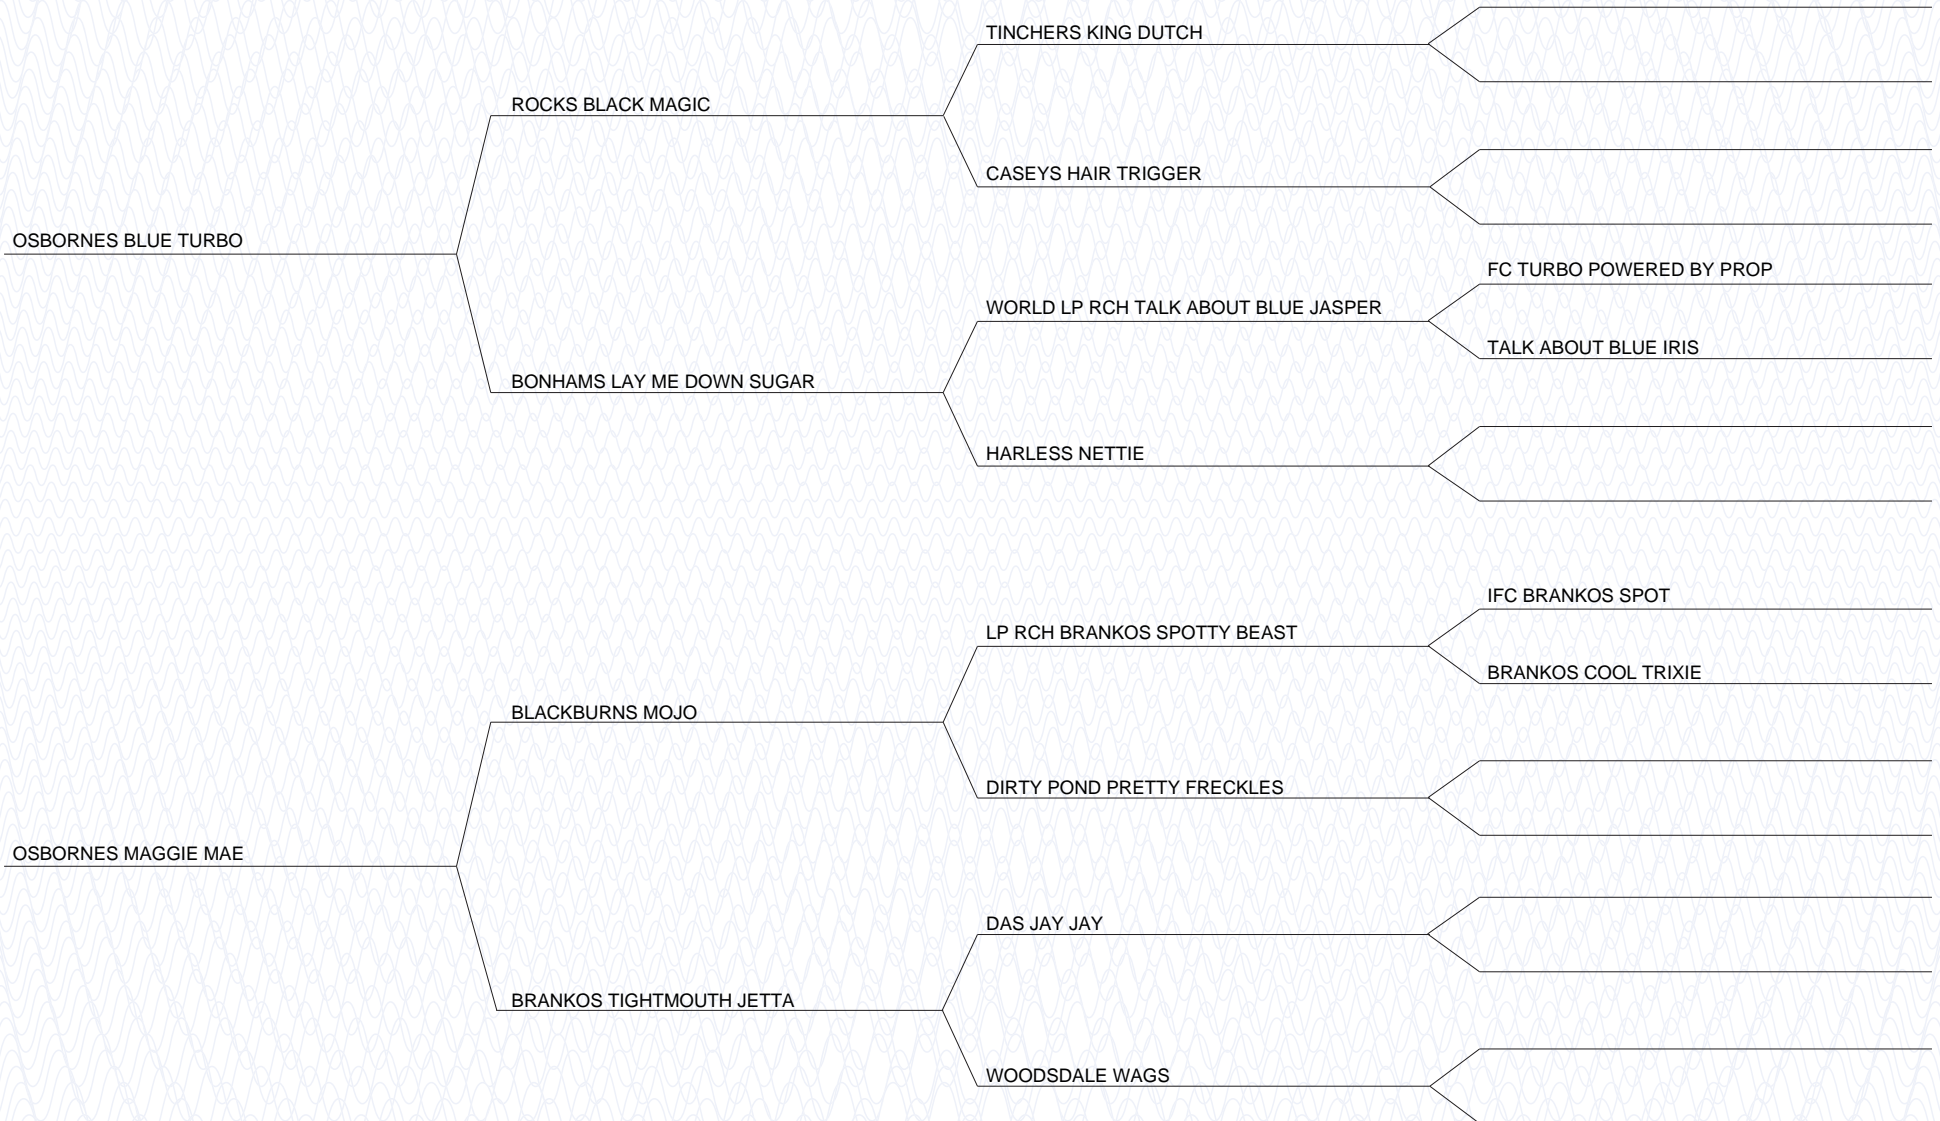 TINCHERS KING DUTCH
ROCKS BLACK MAGIC
CASEYS HAIR TRIGGER
OSBORNES BLUE TURBO
FC TURBO POWERED BY PROP
WORLD LP RCH TALK ABOUT BLUE JASPER
TALK ABOUT BLUE IRIS
BONHAMS LAY ME DOWN SUGAR
HARLESS NETTIE
IFC BRANKOS SPOT
LP RCH BRANKOS SPOTTY BEAST
BRANKOS COOL TRIXIE
BLACKBURNS MOJO
DIRTY POND PRETTY FRECKLES
OSBORNES MAGGIE MAE
DAS JAY JAY
BRANKOS TIGHTMOUTH JETTA
WOODSDALE WAGS